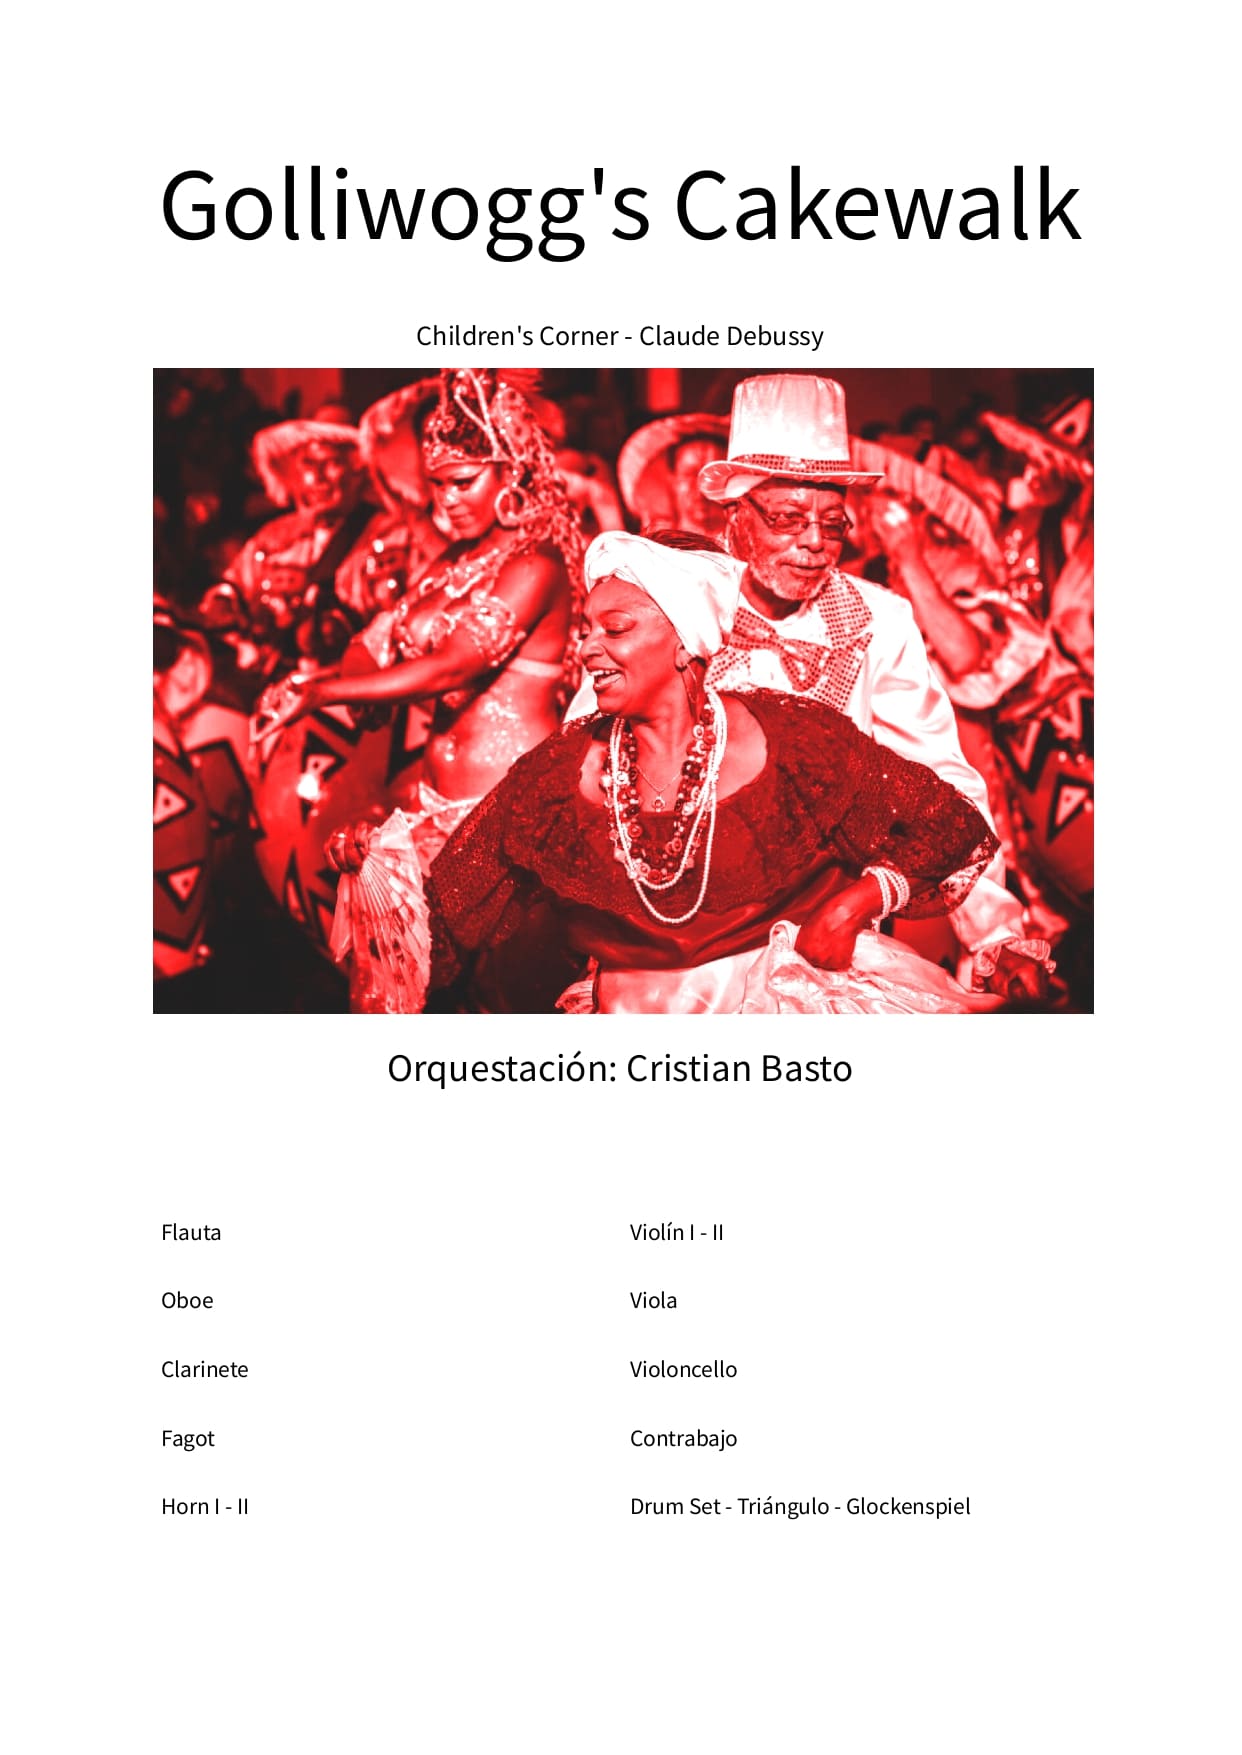 Golliwogg's Cakewalk
Children's Corner - Claude Debussy
Orquestación: Cristian Basto
Flauta
Oboe
Clarinete
Fagot
Horn I - II
Violín I - II
Viola
Violoncello
Contrabajo
Drum Set - Triángulo - Glockenspiel